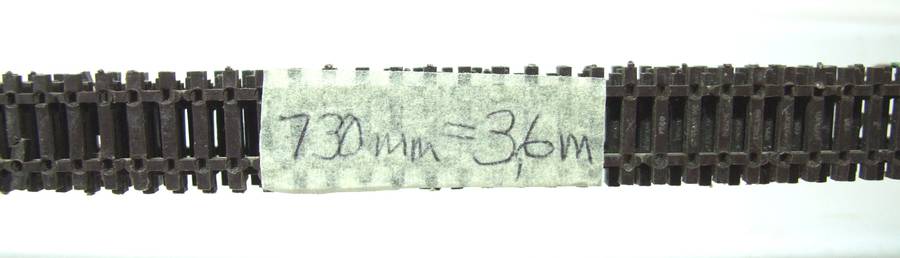 730mm = 3,6m